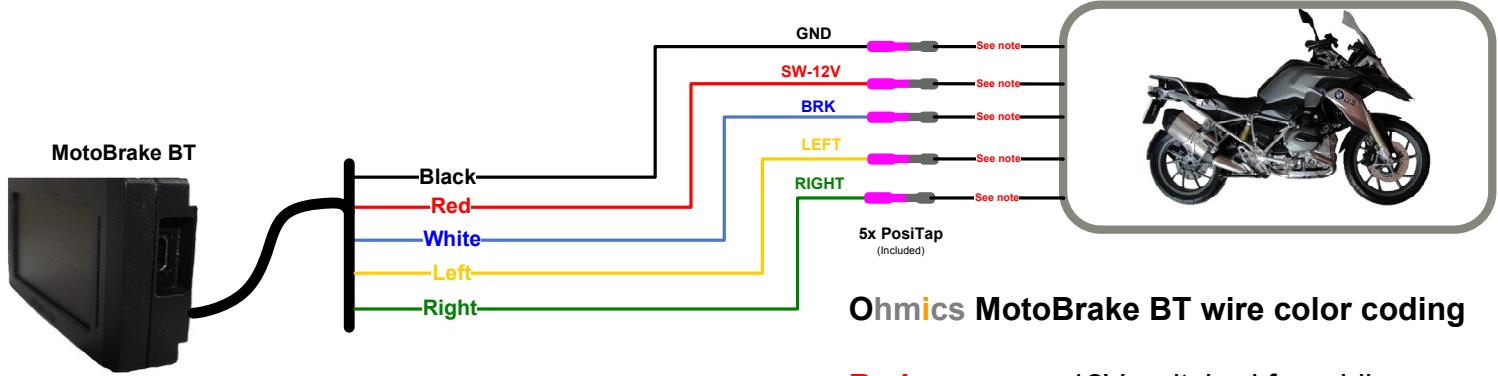 GND
See note
SW-12V
See note
BRK
See note
LEFT
See note
RIGHT
See note
MotoBrake BT
Black
Red
White
Left
Right
5x PosiTap
(Included)
Ohmics MotoBrake BT wire color coding